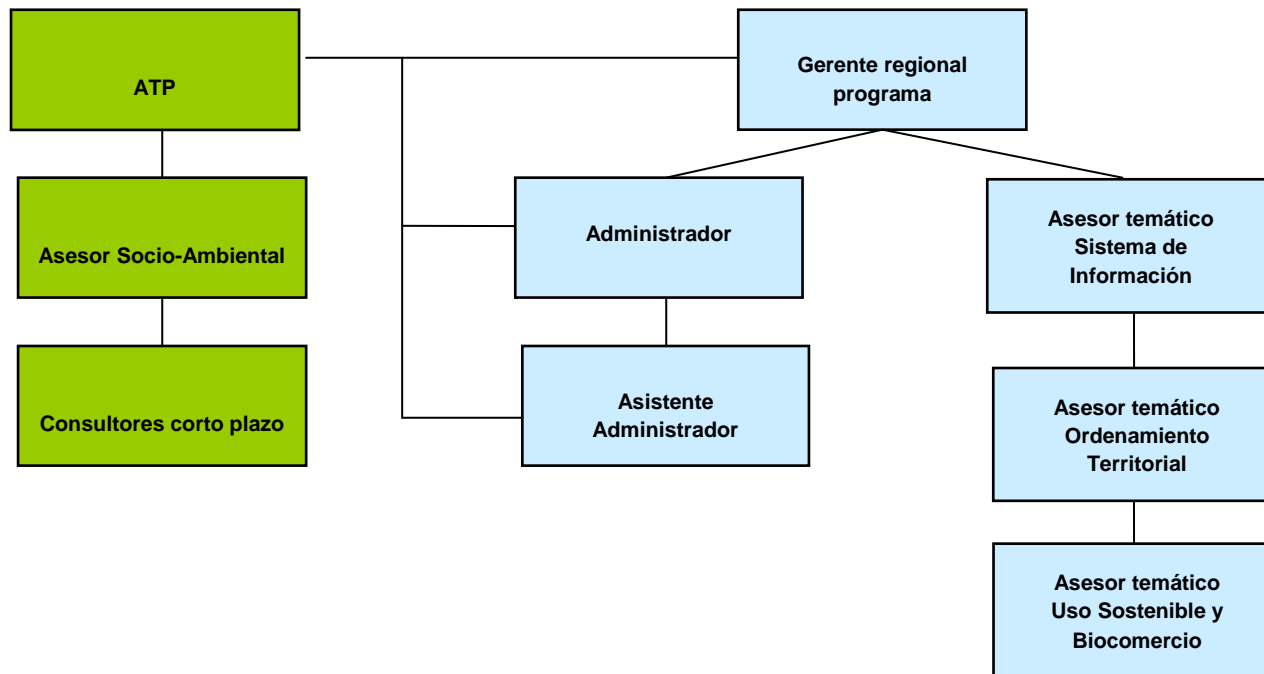 ATP
Gerente regional
programa
Asesor Socio-Ambiental
Administrador
Asesor temático
Sistema de
Información
Consultores corto plazo
Asistente
Administrador
Asesor temático
Ordenamiento
Territorial
Asesor temático
Uso Sostenible y
Biocomercio